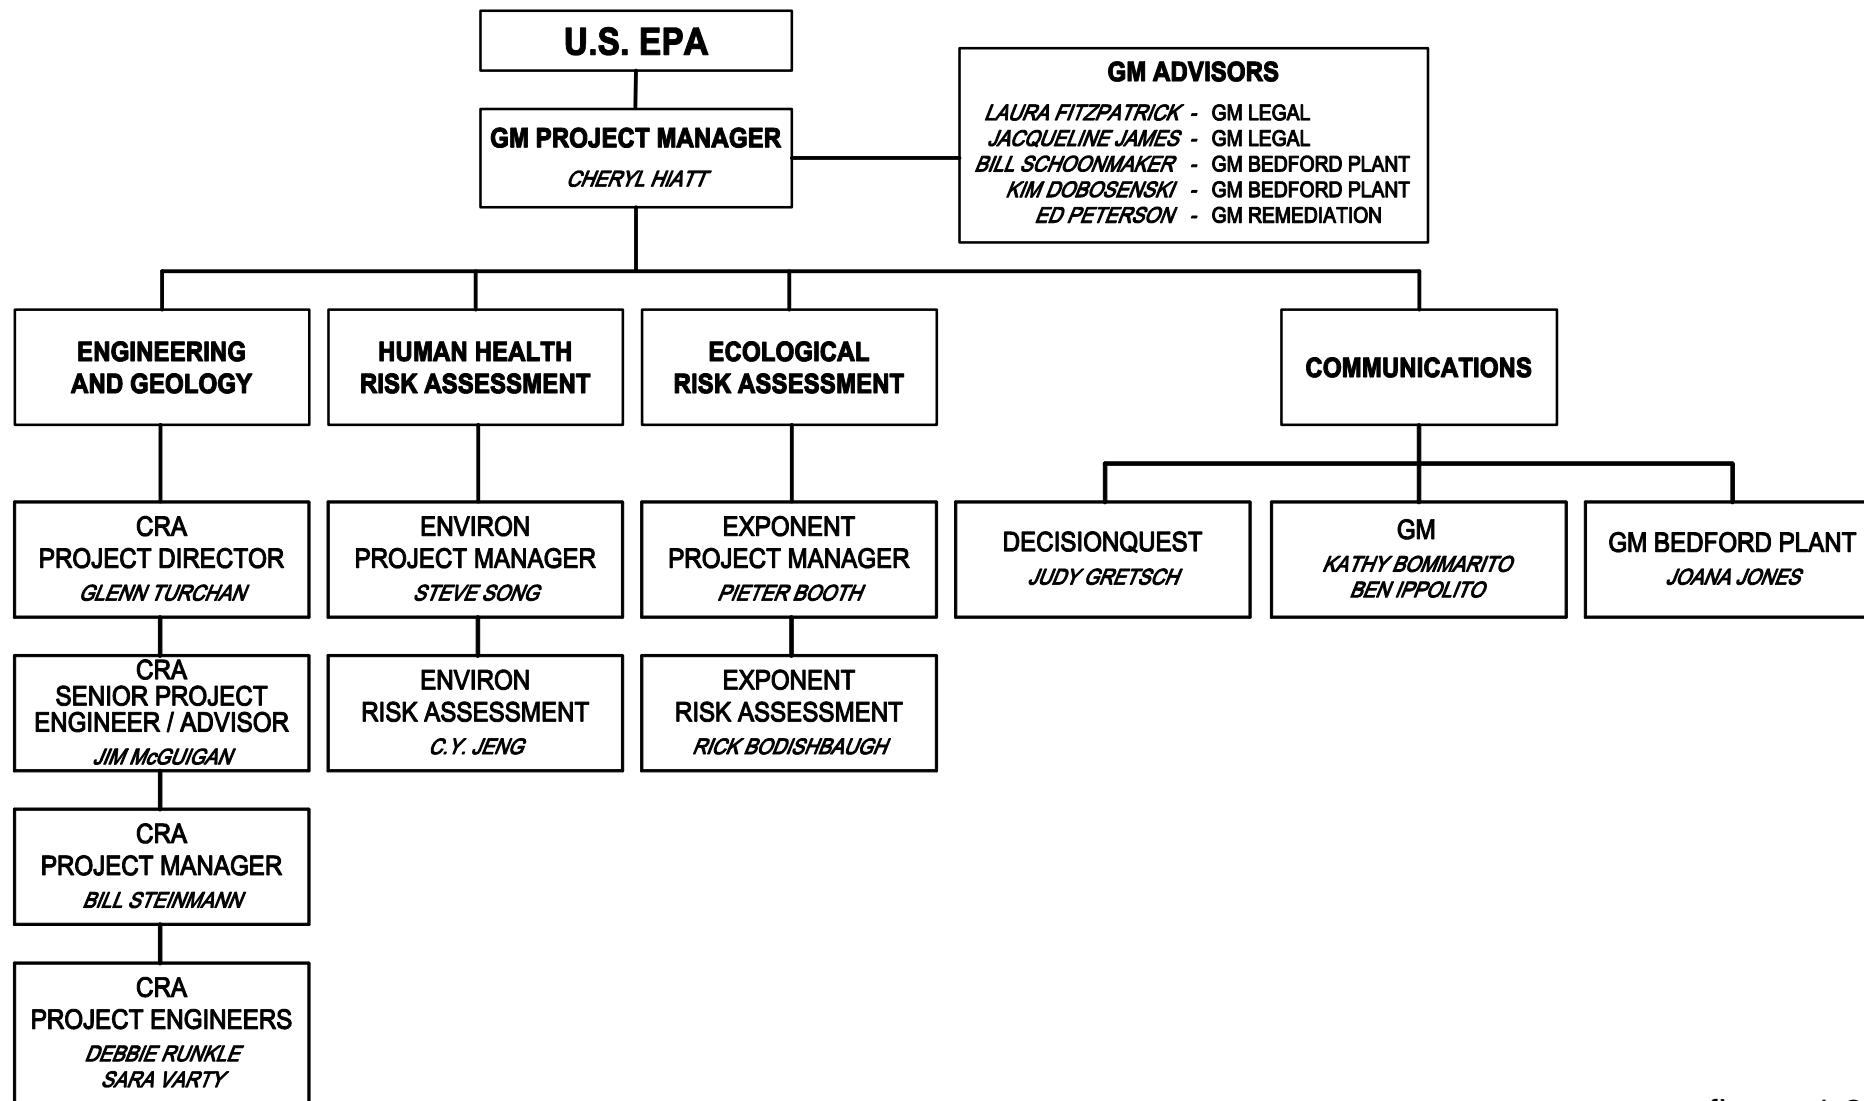 U.S. EPA
GM PROJECT MANAGER
CHERYL HIATT
GM ADVISORS
LAURA FITZPATRICK - GM LEGAL
JACQUELINE JAMES - GM LEGAL
BILL SCHOONMAKER - GM BEDFORD PLANT
KIM DOBOSENSKI - GM BEDFORD PLANT
ED PETERSON - GM REMEDIATION
ENGINEERING
AND GEOLOGY
HUMAN HEALTH
RISK ASSESSMENT
ECOLOGICAL
RISK ASSESSMENT
COMMUNICATIONS
CRA
PROJECT DIRECTOR
GLENN TURCHAN
ENVIRON
PROJECT MANAGER
STEVE SONG
EXPONENT
PROJECT MANAGER
PIETER BOOTH
DECISIONQUEST
JUDY GRETSCH
GM
KATHY BOMMARITO
BEN IPPOLITO
GM BEDFORD PLANT
JOANA JONES
CRA
SENIOR PROJECT
ENGINEER / ADVISOR
JIM McGUIGAN
ENVIRON
RISK ASSESSMENT
C.Y. JENG
EXPONENT
RISK ASSESSMENT
RICK BODISHBAUGH
CRA
PROJECT MANAGER
BILL STEINMANN
CRA
PROJECT ENGINEERS
DEBBIE RUNKLE
SARA VARTY